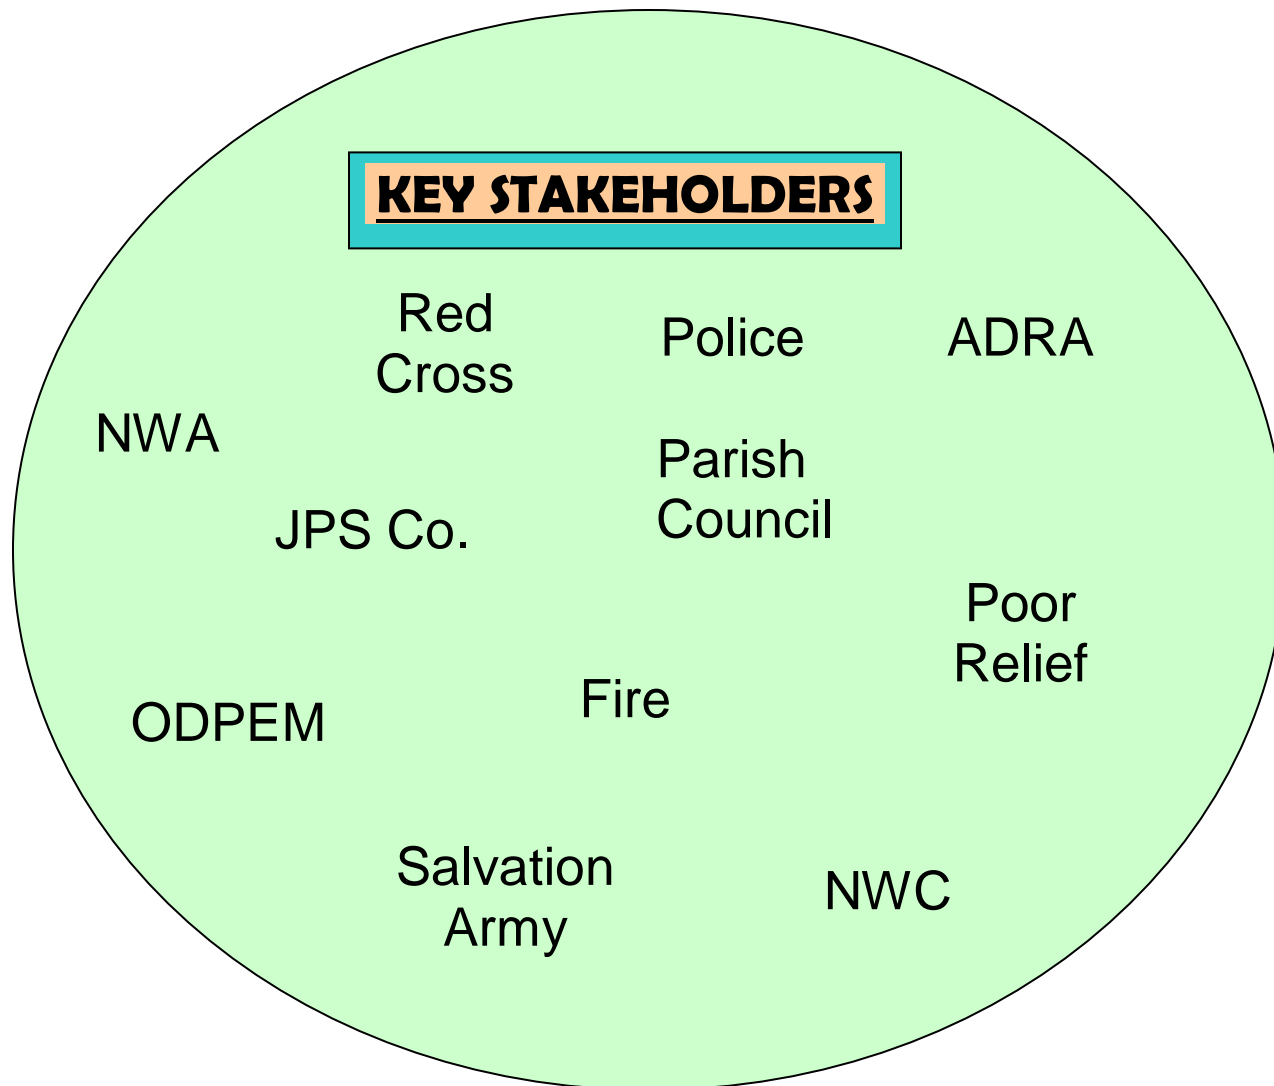 KEY STAKEHOLDERS
Red
Cross
Police
ADRA
NWA
Parish
Council
JPS Co.
Poor
Relief
Fire
ODPEM
Salvation
Army
NWC